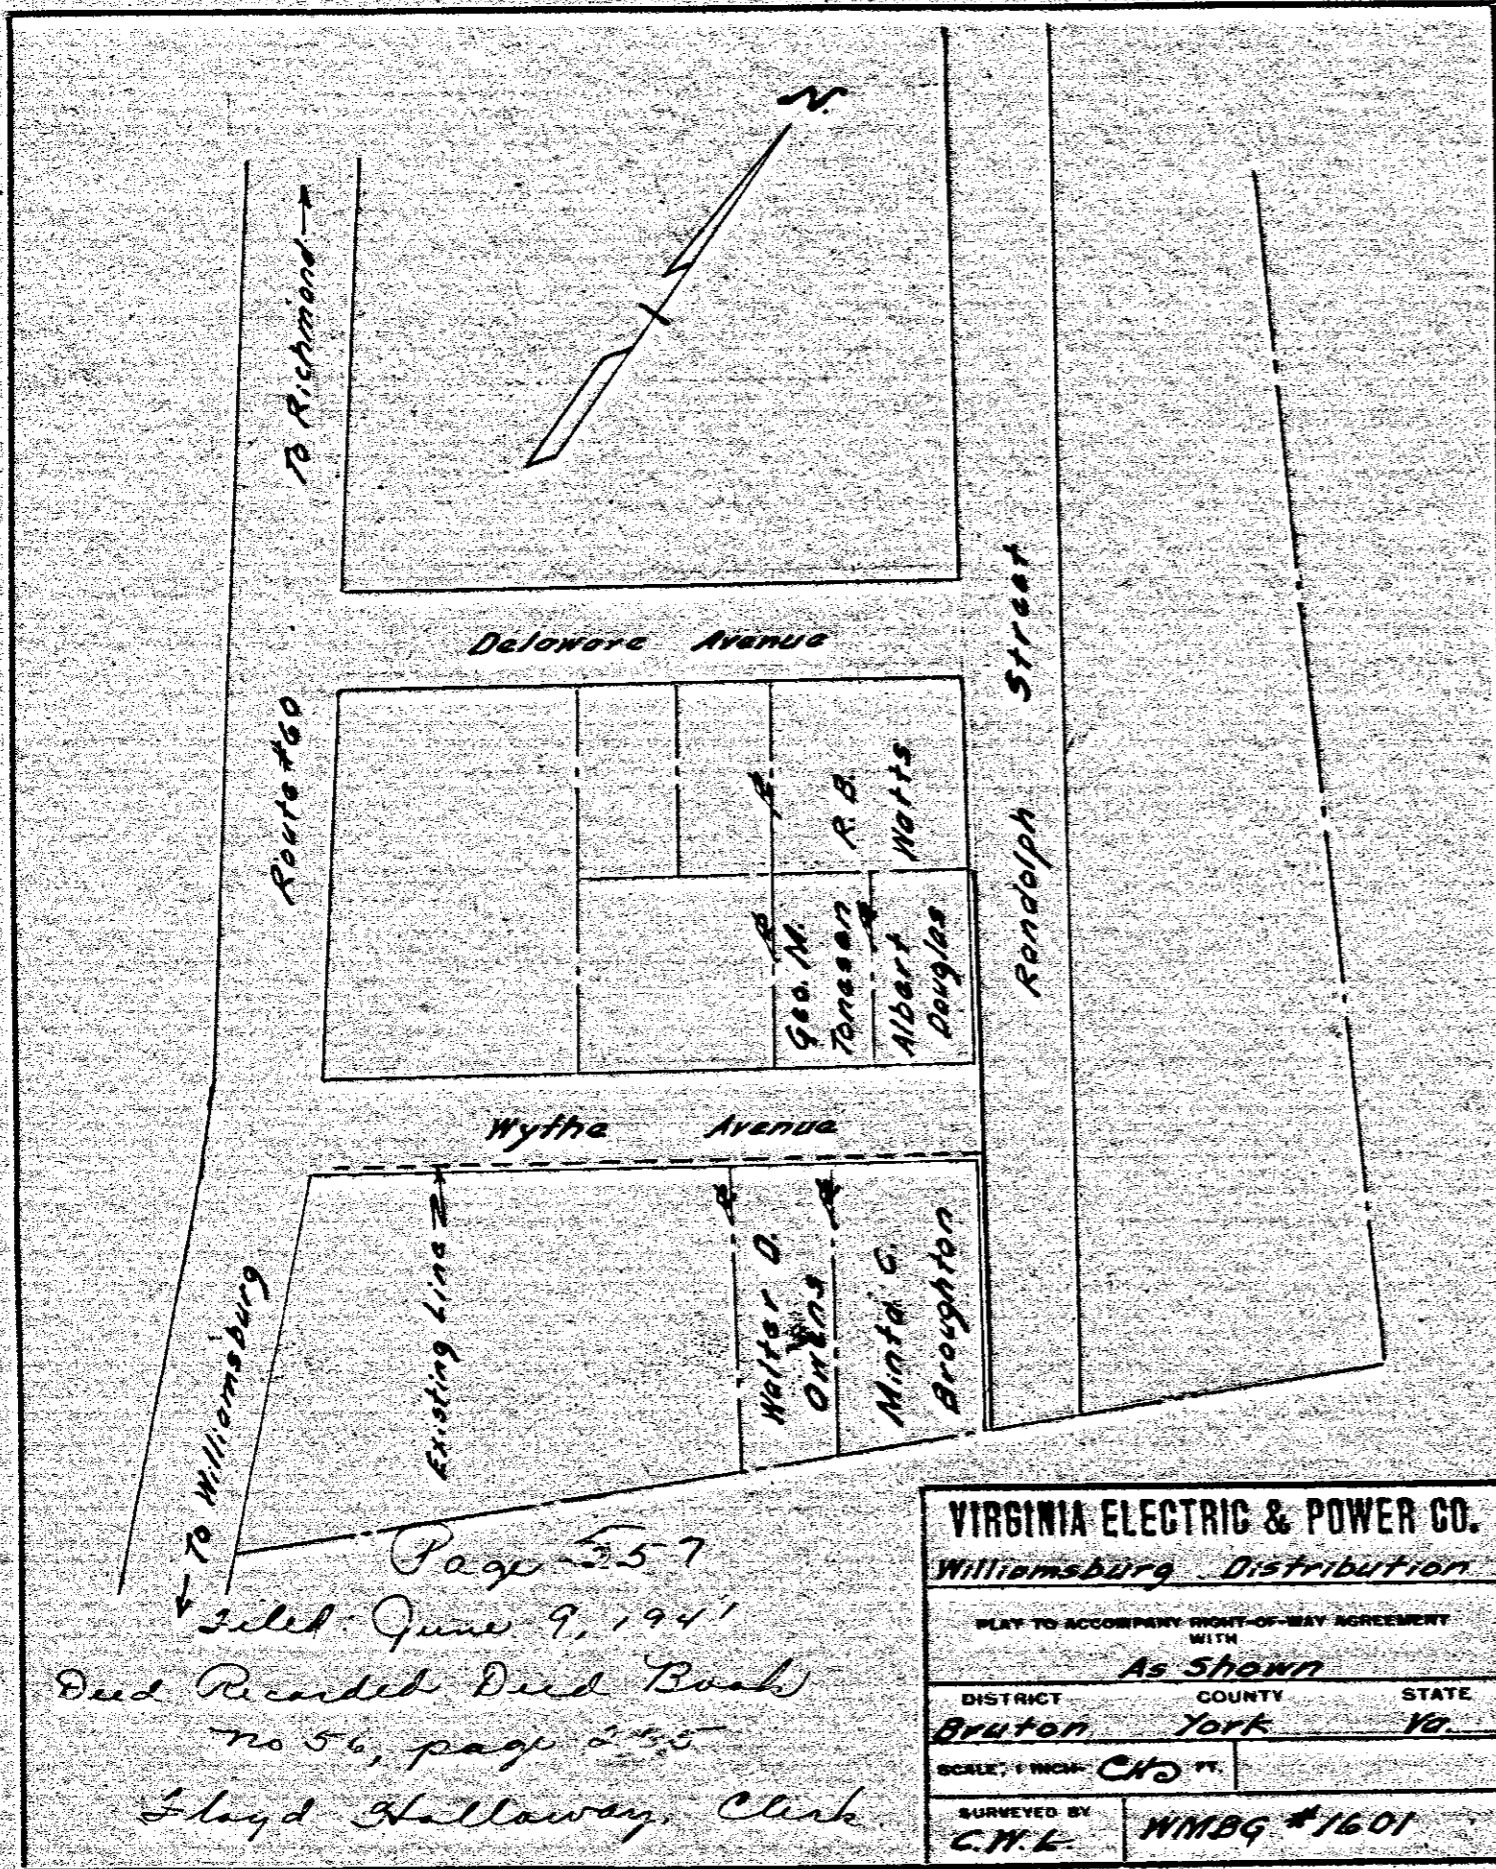 N.
To Richmond
Delaware Avenue
Route #60
Randolph Street
R. B.
Watts
Geo. M.
Albert
Douglas
Wythe Avenue
Existing Line
Walter O.
Owens
Minta C.
Broughton
To Williamsburg
Page
Filed June 9, 1941
Deed Recorded Deed Book
no 56, page
Floyd Holloway, Clerk.
VIRGINIA ELECTRIC & POWER CO.
Williamsburg Distribution
PLAT TO ACCOMPANY RIGHT-OF-WAY AGREEMENT
WITH
As Shown
DISTRICT COUNTY STATE
Bruton York Va.
SCALE, 1 INCH= FT.
SURVEYED BY
C.W.L.
WMBG #1601